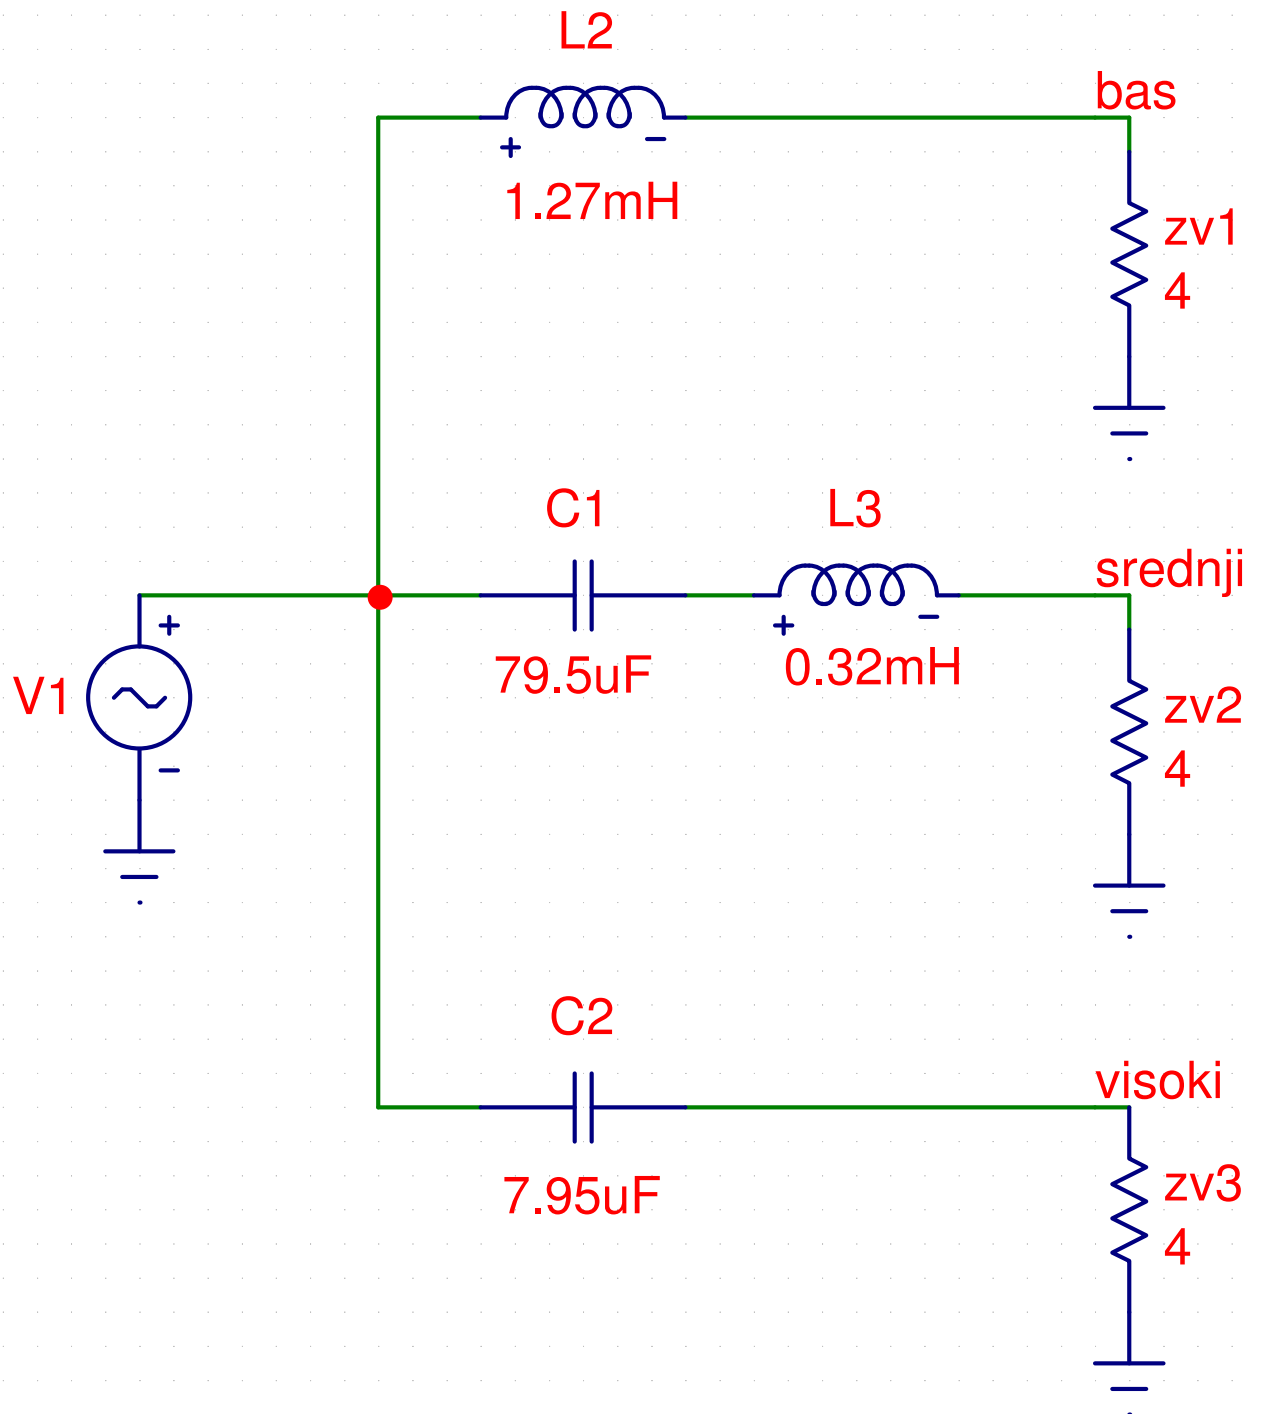 L2
+ −
1.27mH
bas
zv1
4
C1
L3
srednji
+ −
79.5uF
0.32mH
V1
+
−
zv2
4
C2
visoki
7.95uF
zv3
4